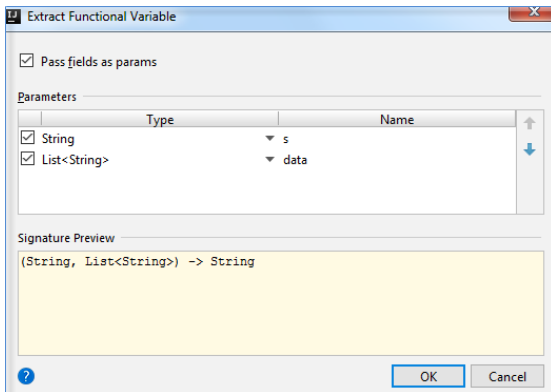 IJ Extract Functional Variable
Pass fields as params
Parameters
Type Name
String s
List<String> data
Signature Preview
(String, List<String>) -> String
? OK Cancel